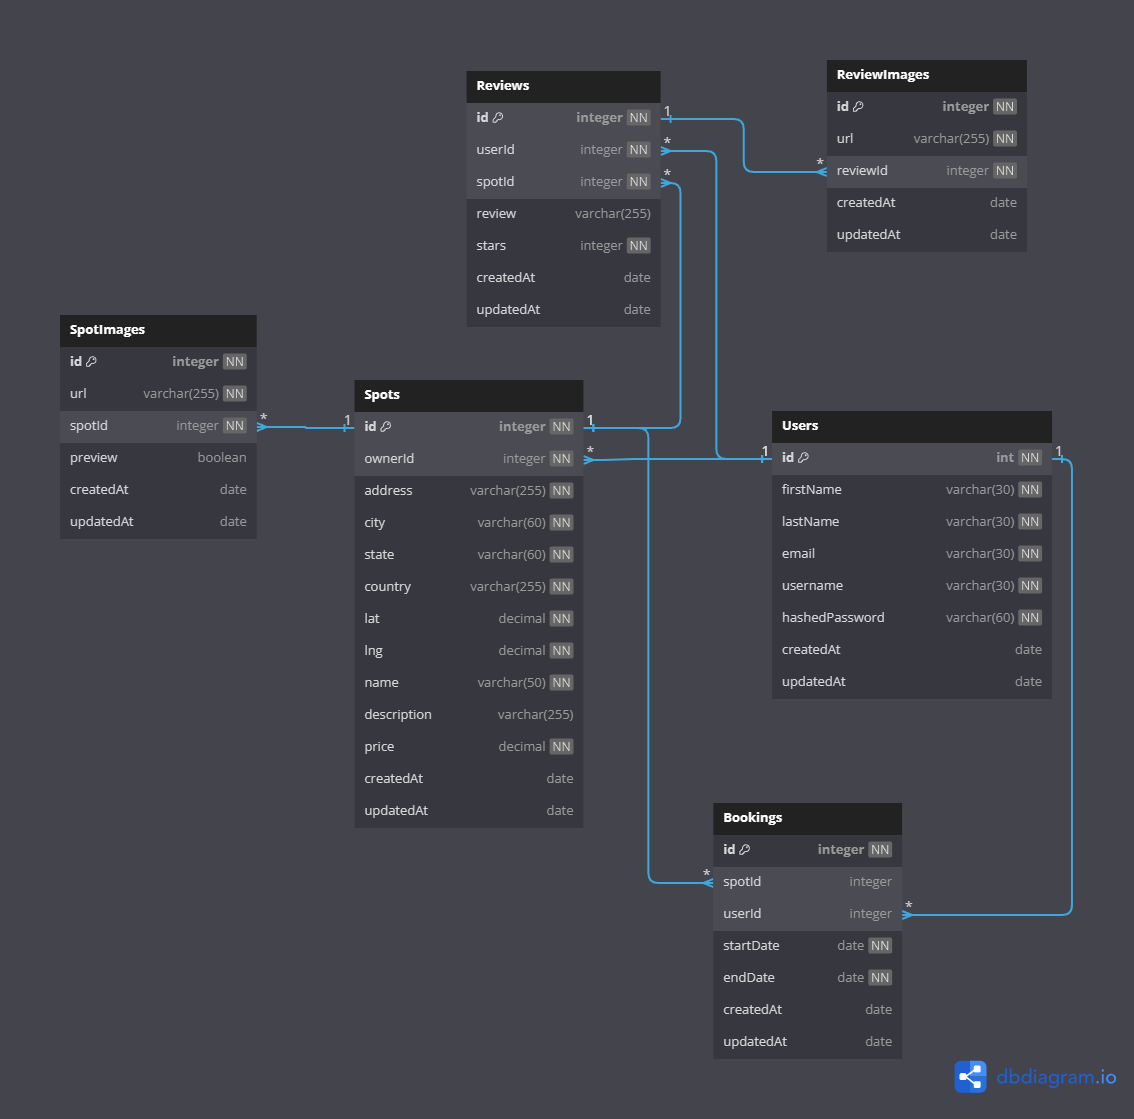 Reviews
id integer NN
userId integer NN
spotId integer NN
review varchar(255)
stars integer NN
createdAt date
updatedAt date
1
*
*
ReviewImages
id integer NN
url varchar(255) NN
reviewId integer NN
createdAt date
updatedAt date
*
SpotImages
id integer NN
url varchar(255) NN
spotId integer NN
preview boolean
createdAt date
updatedAt date
*
1
Spots
id integer NN
ownerId integer NN
address varchar(255) NN
city varchar(60) NN
state varchar(60) NN
country varchar(255) NN
lat decimal NN
lng decimal NN
name varchar(50) NN
description varchar(255)
price decimal NN
createdAt date
updatedAt date
1
*
1
Users
id int NN
firstName varchar(30) NN
lastName varchar(30) NN
email varchar(30) NN
username varchar(30) NN
hashedPassword varchar(60) NN
createdAt date
updatedAt date
1
*
Bookings
id integer NN
spotId integer
userId integer
startDate date NN
endDate date NN
createdAt date
updatedAt date
*
dbdiagram.io